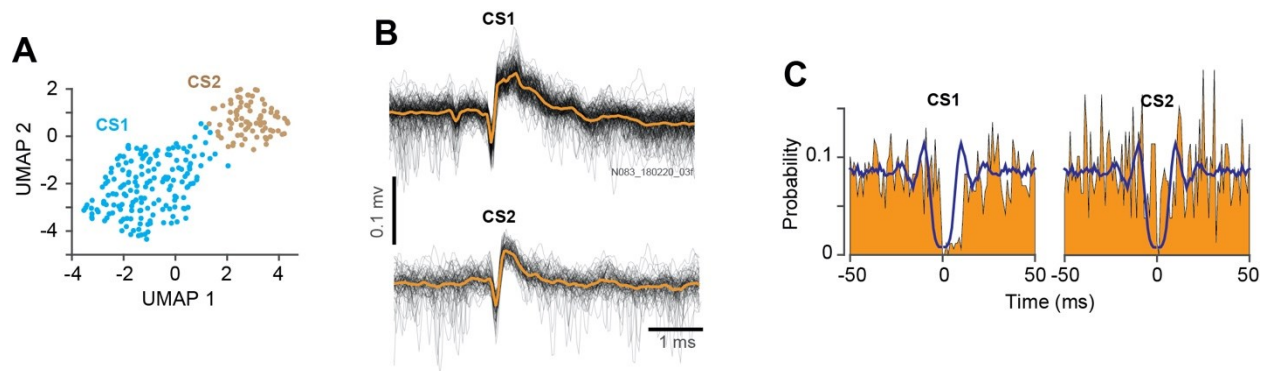 A
CS2
CS1
2
0
-2
-4
UMAP 2
-4 -2 0 2 4
UMAP 1
B
CS1
N083_180220_03f
0.1 mv
CS2
1 ms
C
CS1 CS2
0.1
0
Probability
-50 0 50 -50 0 50
Time (ms)